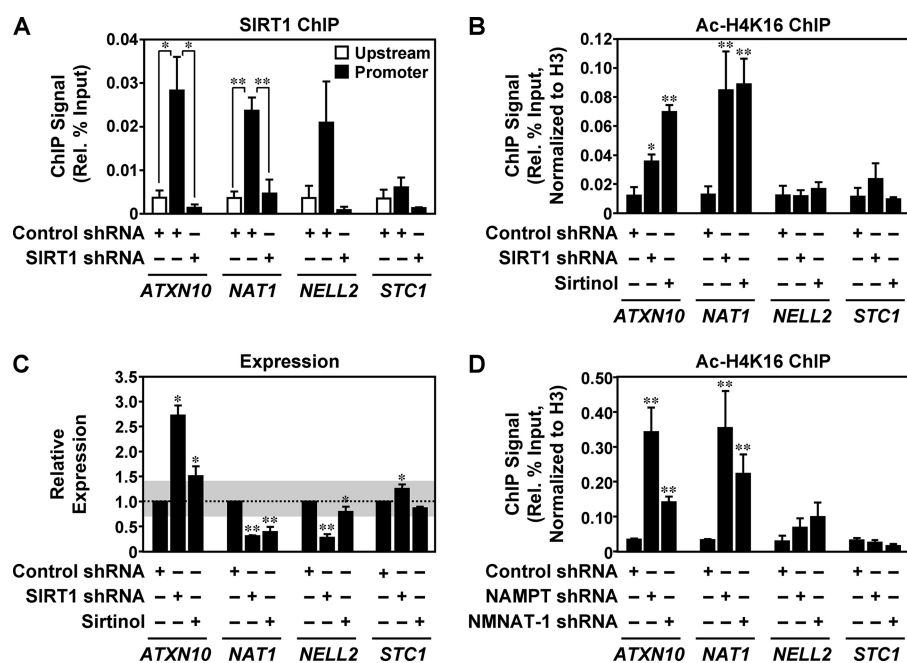 A
SIRT1 ChIP
ChIP Signal
(Rel. % Input)
0.04
0.03
0.02
0.01
0
Upstream
Promoter
* *
** **
Control shRNA + + – + + – + + – + + –
SIRT1 shRNA – – + – – + – – + – – +
ATXN10 NAT1 NELL2 STC1
B
Ac-H4K16 ChIP
ChIP Signal
(Rel. % Input,
Normalized to H3)
0.12
0.10
0.08
0.06
0.04
0.02
0
* ** ** **
Control shRNA + – – + – – + – – + – –
SIRT1 shRNA – + – – + – – + – – + –
Sirtinol – – + – – + – – + – – +
ATXN10 NAT1 NELL2 STC1
C
Expression
Relative
Expression
3.5
3.0
2.5
2.0
1.5
1.0
0.5
0
* * ** ** ** * *
Control shRNA + – – + – – + – – + – –
SIRT1 shRNA – + – – + – – + – – + –
Sirtinol – – + – – + – – + – – +
ATXN10 NAT1 NELL2 STC1
D
Ac-H4K16 ChIP
ChIP Signal
(Rel. % Input,
Normalized to H3)
0.50
0.40
0.30
0.20
0.10
0
** ** ** **
Control shRNA + – – + – – + – – + – –
NAMPT shRNA – + – – + – – + – – + –
NMNAT-1 shRNA – – + – – + – – + – – +
ATXN10 NAT1 NELL2 STC1